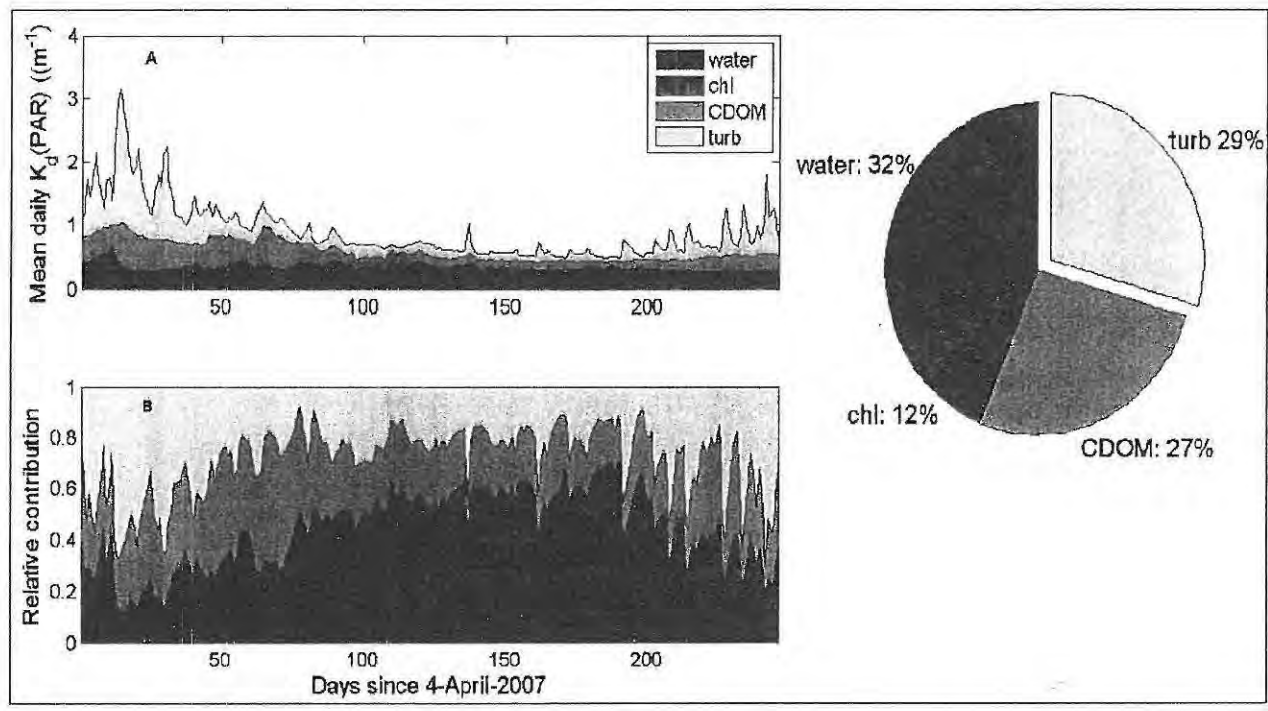 A
Mean daily K_d(PAR) ((m^-1)
4
3
2
1
0
50
100
150
200
water
chl
CDOM
turb
B
Relative contribution
1
0.8
0.6
0.4
0.2
0
50
100
150
200
Days since 4-April-2007
turb 29%
water: 32%
chl: 12%
CDOM: 27%